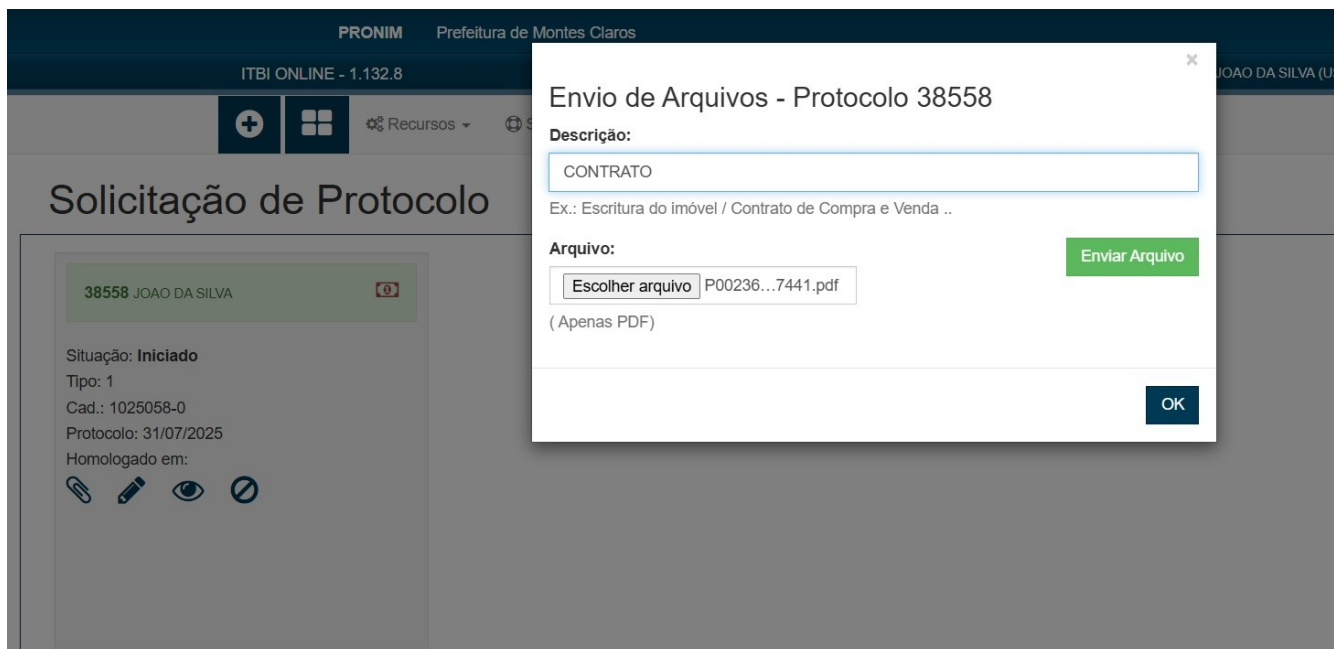 PRONIM Prefeitura de Montes Claros
ITBI ONLINE - 1.132.8
JOAO DA SILVA (U
Recursos
Solicitação de Protocolo
38558 JOAO DA SILVA
Situação: Iniciado
Tipo: 1
Cad.: 1025058-0
Protocolo: 31/07/2025
Homologado em:
×
Envio de Arquivos - Protocolo 38558
Descrição:
CONTRATO
Ex.: Escritura do imóvel / Contrato de Compra e Venda ..
Arquivo:
Enviar Arquivo
Escolher arquivo P00236...7441.pdf
( Apenas PDF)
OK